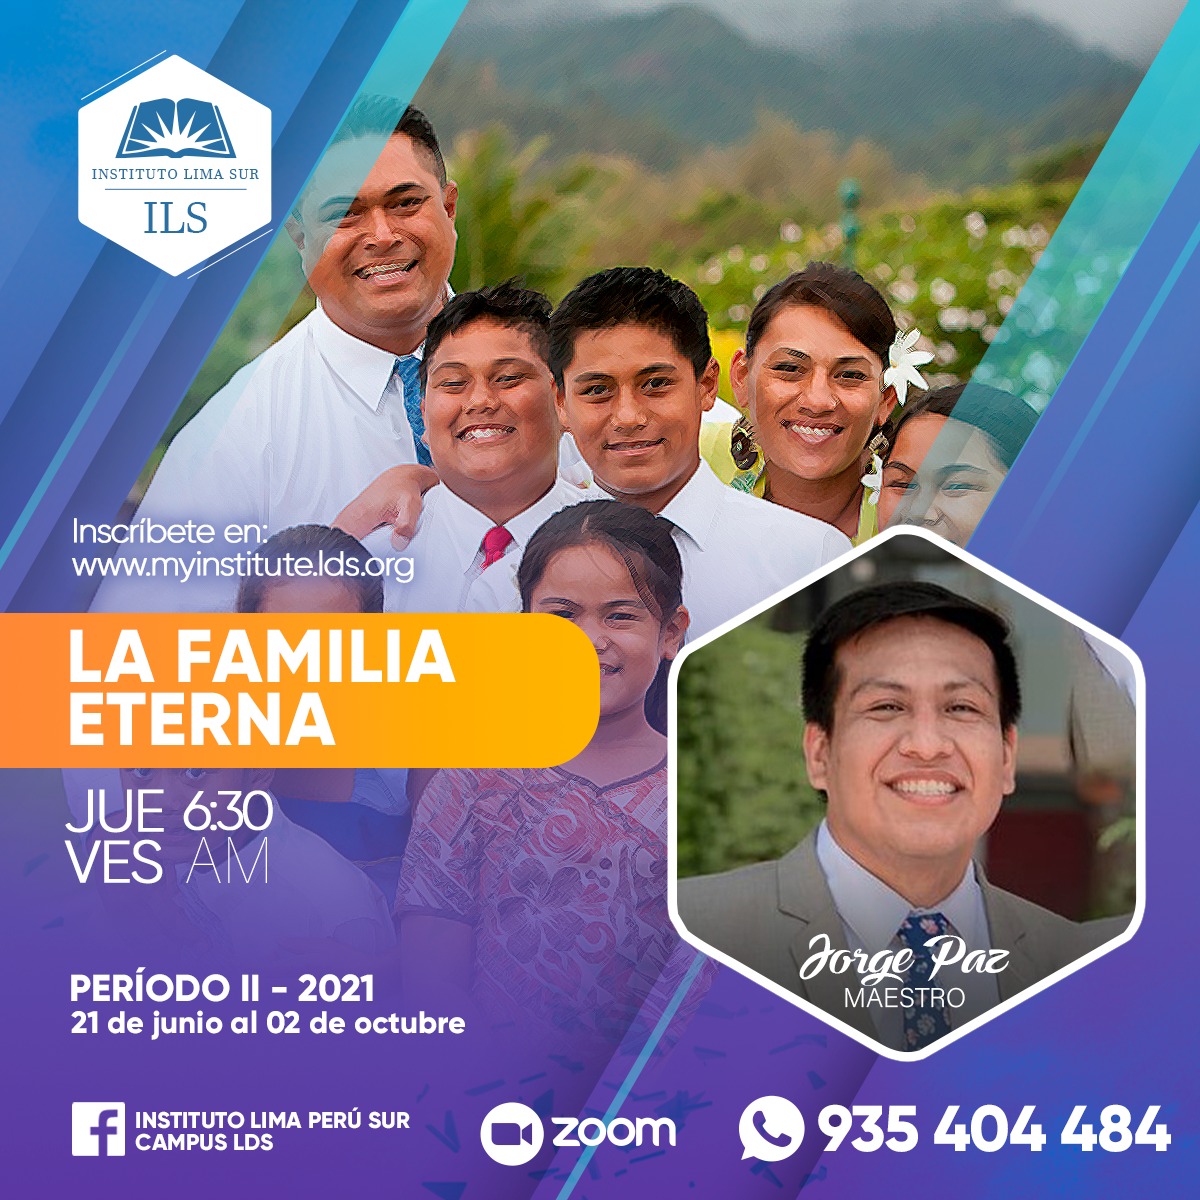 INSTITUTO LIMA SUR
ILS
Inscríbete en:
www.myinstitute.lds.org
LA FAMILIA
ETERNA
JUE 6:30
VES AM
Jorge Paz
MAESTRO
PERÍODO II - 2021
21 de junio al 02 de octubre
INSTITUTO LIMA PERÚ SUR
CAMPUS LDS
zoom
935 404 484